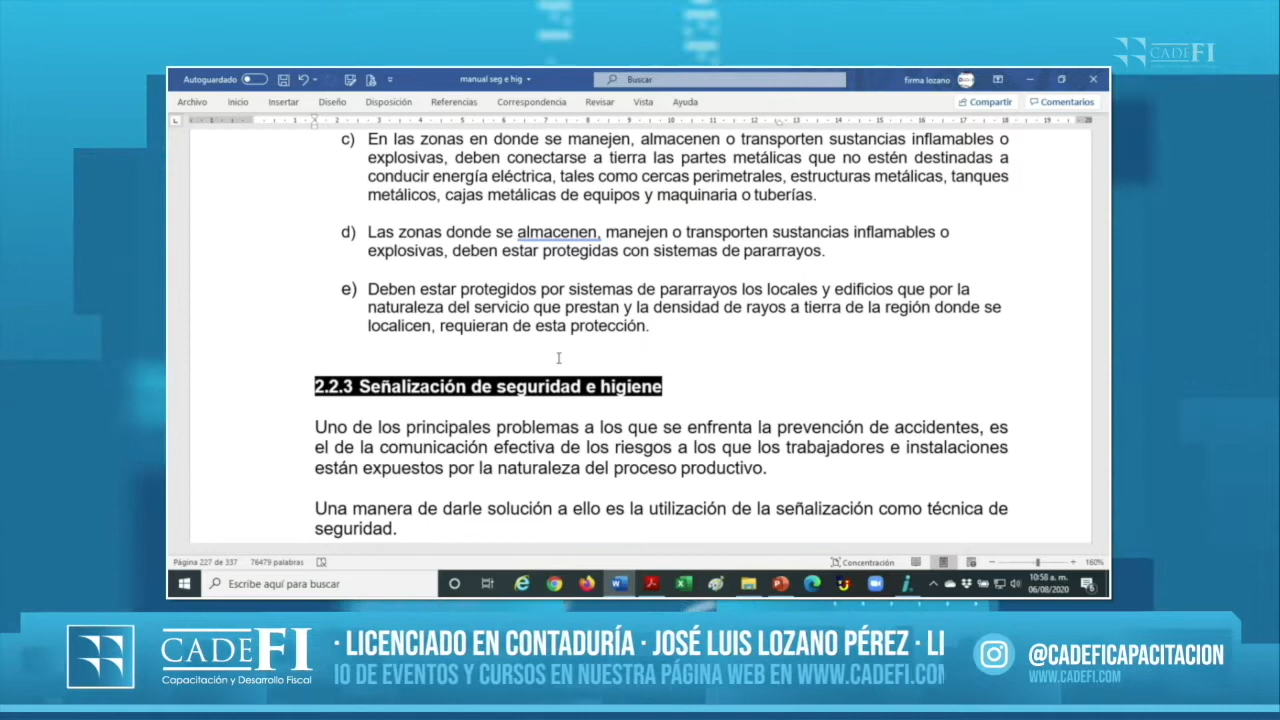 CADEFI
Autoguardado
manual seg e hig
Buscar
firma lozano
Archivo Inicio Insertar Diseño Disposición Referencias Correspondencia Revisar Vista Ayuda
Compartir Comentarios
c) En las zonas en donde se manejen, almacenen o transporten sustancias inflamables o
explosivas, deben conectarse a tierra las partes metálicas que no estén destinadas a
conducir energía eléctrica, tales como cercas perimetrales, estructuras metálicas, tanques
metálicos, cajas metálicas de equipos y maquinaria o tuberías.
d) Las zonas donde se almacenen, manejen o transporten sustancias inflamables o
explosivas, deben estar protegidas con sistemas de pararrayos.
e) Deben estar protegidos por sistemas de pararrayos los locales y edificios que por la
naturaleza del servicio que prestan y la densidad de rayos a tierra de la región donde se
localicen, requieran de esta protección.
2.2.3 Señalización de seguridad e higiene
Uno de los principales problemas a los que se enfrenta la prevención de accidentes, es
el de la comunicación efectiva de los riesgos a los que los trabajadores e instalaciones
están expuestos por la naturaleza del proceso productivo.
Una manera de darle solución a ello es la utilización de la señalización como técnica de
seguridad.
Página 227 de 337 76479 palabras
Concentración
160%
Escribe aquí para buscar
10:58 a. m.
06/08/2020
CADEFI
Capacitación y Desarrollo Fiscal
· LICENCIADO EN CONTADURÍA · JOSÉ LUIS LOZANO PÉREZ · LI
IO DE EVENTOS Y CURSOS EN NUESTRA PÁGINA WEB EN WWW.CADEFI.COM
@CADEFICAPACITACION
WWW.CADEFI.COM